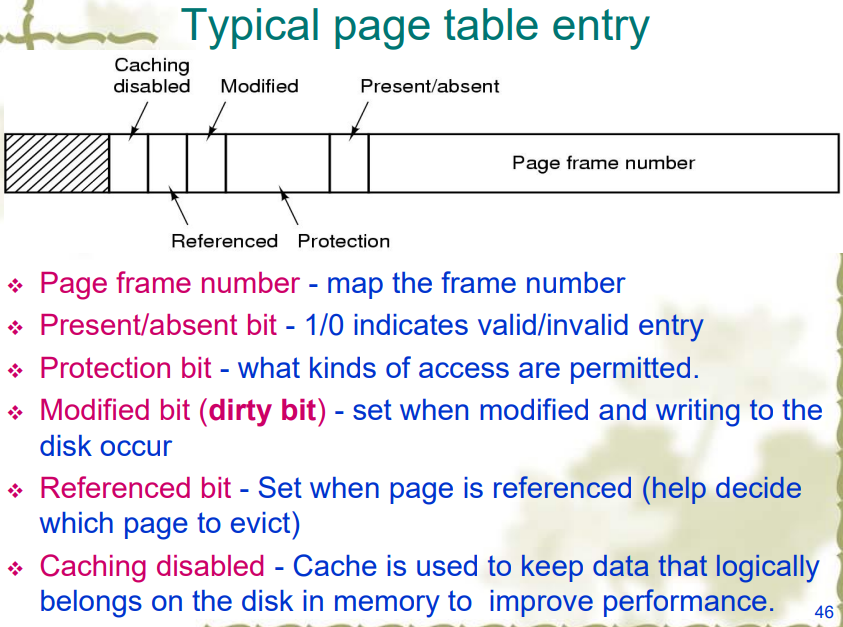 Typical page table entry
Caching
disabled
Modified
Present/absent
Page frame number
Referenced
Protection
Page frame number - map the frame number
Present/absent bit - 1/0 indicates valid/invalid entry
Protection bit - what kinds of access are permitted.
Modified bit (dirty bit) - set when modified and writing to the
disk occur
Referenced bit - Set when page is referenced (help decide
which page to evict)
Caching disabled - Cache is used to keep data that logically
belongs on the disk in memory to improve performance.
46